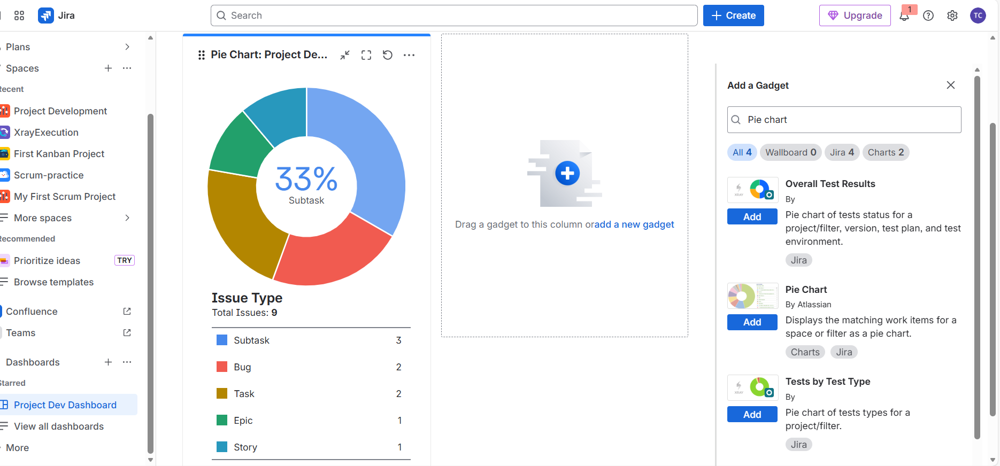 Jira
Search
Create
Upgrade
1
TC
Plans
Spaces
Recent
Project Development
XrayExecution
First Kanban Project
Scrum-practice
My First Scrum Project
More spaces
Recommended
Prioritize ideas TRY
Browse templates
Confluence
Teams
Dashboards
Starred
Project Dev Dashboard
View all dashboards
More
Pie Chart: Project De...
33%
Subtask
Issue Type
Total Issues: 9
Subtask 3
Bug 2
Task 2
Epic 1
Story 1
Drag a gadget to this column oradd a new gadget
Add a Gadget
Pie chart
All 4 Wallboard 0 Jira 4 Charts 2
XRAY
Overall Test Results
By
Add
Pie chart of tests status for a
project/filter, version, test plan, and test
environment.
Jira
Pie Chart
By Atlassian
Add
Displays the matching work items for a
space or filter as a pie chart.
Charts Jira
XRAY
Tests by Test Type
By
Add
Pie chart of tests types for a
project/filter.
Jira